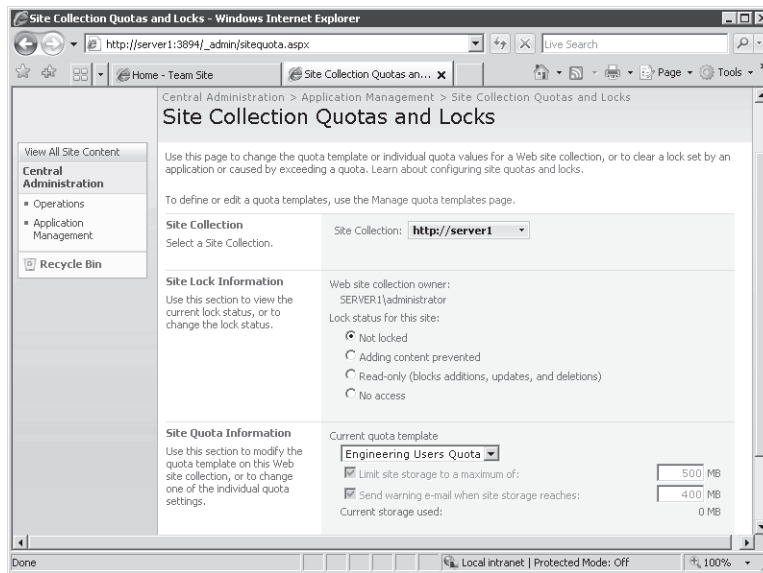 Site Collection Quotas and Locks - Windows Internet Explorer
http://server1:3894/_admin/sitequota.aspx
Live Search
Home - Team Site
Site Collection Quotas an...
Page
Tools
Central Administration > Application Management > Site Collection Quotas and Locks
Site Collection Quotas and Locks
View All Site Content
Central Administration
Operations
Application Management
Recycle Bin
Use this page to change the quota template or individual quota values for a Web site collection, or to clear a lock set by an
application or caused by exceeding a quota. Learn about configuring site quotas and locks.
To define or edit a quota templates, use the Manage quota templates page.
Site Collection
Select a Site Collection.
Site Collection: http://server1
Site Lock Information
Use this section to view the
current lock status, or to
change the lock status.
Web site collection owner:
SERVER1\administrator
Lock status for this site:
Not locked
Adding content prevented
Read-only (blocks additions, updates, and deletions)
No access
Site Quota Information
Use this section to modify the
quota template on this Web
site collection, or to change
one of the individual quota
settings.
Current quota template
Engineering Users Quota
Limit site storage to a maximum of: 500 MB
Send warning e-mail when site storage reaches: 400 MB
Current storage used: 0 MB
Done
Local intranet | Protected Mode: Off
100%